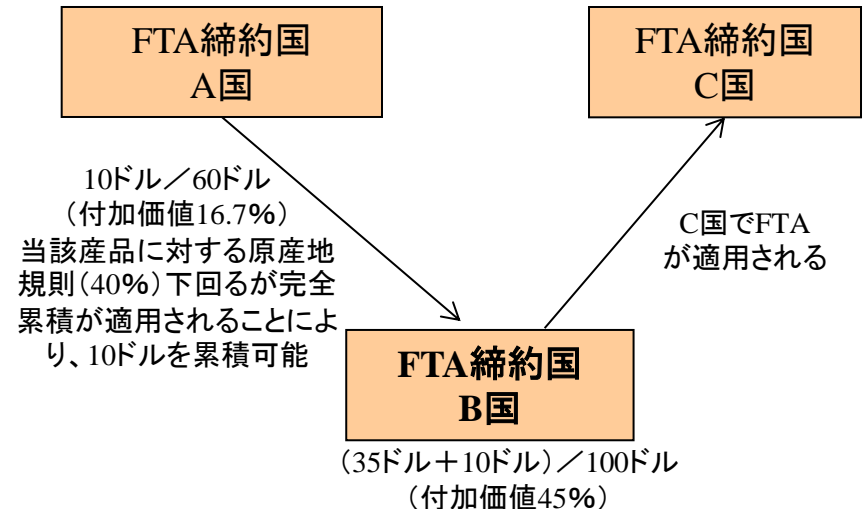 FTA締約国
A国
FTA締約国
C国
10ドル／60ドル
（付加価値16.7%）
当該産品に対する原産地
規則（40%）下回るが完全
累積が適用されることによ
り、10ドルを累積可能
C国でFTA
が適用される
FTA締約国
B国
（35ドル＋10ドル）／100ドル
（付加価値45%）